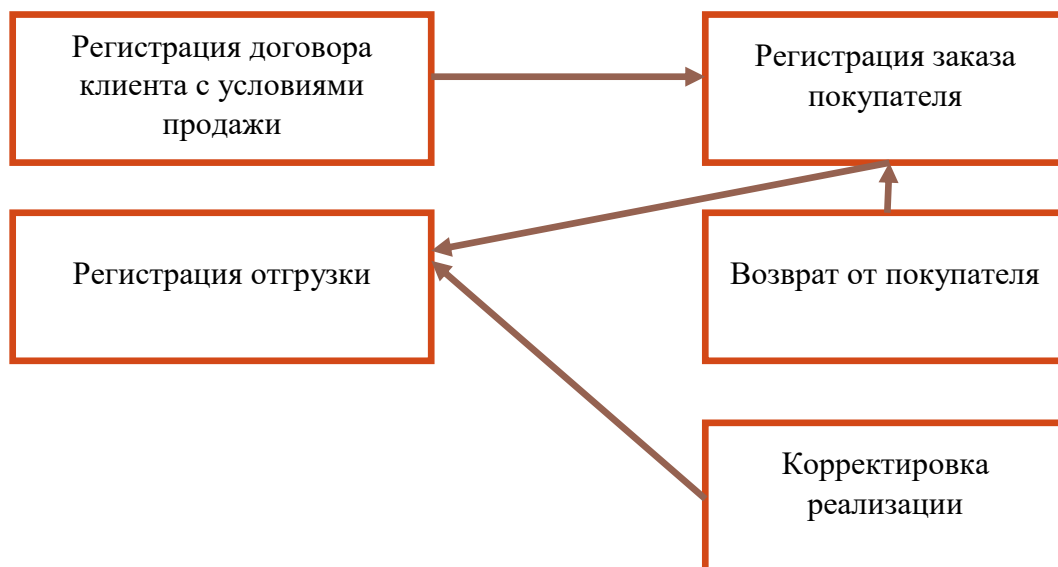 Регистрация договора
клиента с условиями
продажи
Регистрация заказа
покупателя
Регистрация отгрузки
Возврат от покупателя
Корректировка
реализации